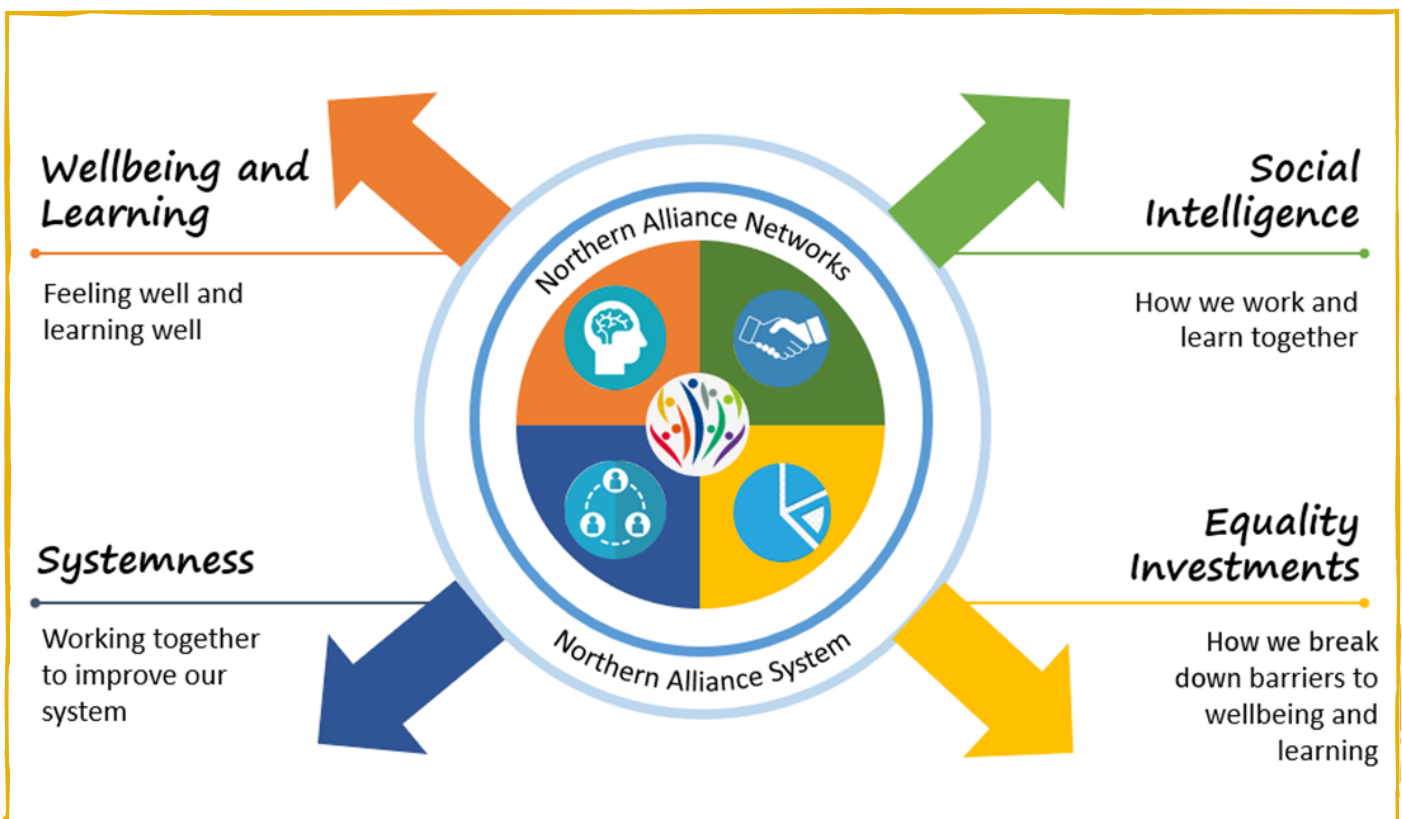 Wellbeing and
Learning
Feeling well and
learning well
Social
Intelligence
How we work and
learn together
Northern Alliance Networks
Northern Alliance System
Systemness
Working together
to improve our
system
Equality
Investments
How we break
down barriers to
wellbeing and
learning